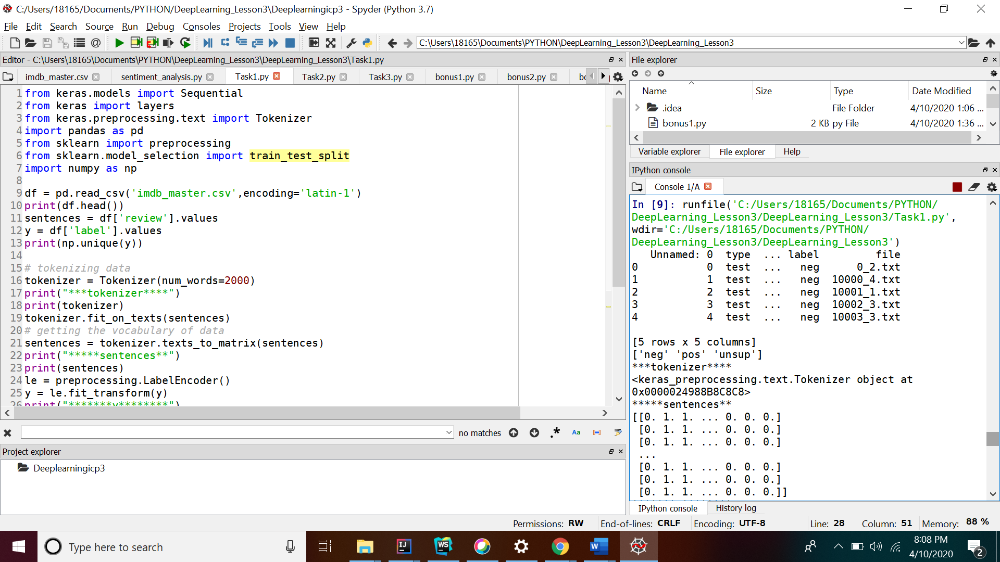 C:/Users/18165/Documents/PYTHON/DeepLearning_Lesson3\Deeplearningicp3 - Spyder (Python 3.7)
File Edit Search Source Run Debug Consoles Projects Tools View Help
C:\Users\18165\Documents\PYTHON\DeepLearning_Lesson3\DeepLearning_Lesson3
Editor - C:\Users\18165\Documents\PYTHON\DeepLearning_Lesson3\DeepLearning_Lesson3\Task1.py
imdb_master.csv sentiment_analysis.py Task1.py Task2.py Task3.py bonus1.py bonus2.py
1 from keras.models import Sequential
2 from keras import layers
3 from keras.preprocessing.text import Tokenizer
4 import pandas as pd
5 from sklearn import preprocessing
6 from sklearn.model_selection import train_test_split
7 import numpy as np
8
9 df = pd.read_csv('imdb_master.csv',encoding='latin-1')
10 print(df.head())
11 sentences = df['review'].values
12 y = df['label'].values
13 print(np.unique(y))
14
15 # tokenizing data
16 tokenizer = Tokenizer(num_words=2000)
17 print("***tokenizer****")
18 print(tokenizer)
19 tokenizer.fit_on_texts(sentences)
20 # getting the vocabulary of data
21 sentences = tokenizer.texts_to_matrix(sentences)
22 print("*****sentences**")
23 print(sentences)
24 le = preprocessing.LabelEncoder()
25 y = le.fit_transform(y)
26 print("*******y********")
no matches
Aa
Project explorer
Deeplearningicp3
File explorer
Name Size Type Date Modified
.idea File Folder 4/10/2020 1:06 ...
bonus1.py 2 KB py File 4/10/2020 1:36 ...
Variable explorer File explorer Help
IPython console
Console 1/A
In [9]: runfile('C:/Users/18165/Documents/PYTHON/
DeepLearning_Lesson3/DeepLearning_Lesson3/Task1.py',
wdir='C:/Users/18165/Documents/PYTHON/
DeepLearning_Lesson3/DeepLearning_Lesson3')
Unnamed: 0 type ... label file
0 0 test ... neg 0_2.txt
1 1 test ... neg 10000_4.txt
2 2 test ... neg 10001_1.txt
3 3 test ... neg 10002_3.txt
4 4 test ... neg 10003_3.txt
[5 rows x 5 columns]
['neg' 'pos' 'unsup']
***tokenizer****
<keras_preprocessing.text.Tokenizer object at
0x0000024988B8C8C8>
*****sentences**
[[0. 1. 1. ... 0. 0. 0.]
[0. 1. 1. ... 0. 0. 0.]
[0. 1. 1. ... 0. 0. 0.]
...
[0. 1. 1. ... 0. 0. 0.]
[0. 1. 1. ... 0. 0. 0.]
[0. 1. 1. ... 0. 0. 0.]]
IPython console History log
Permissions: RW End-of-lines: CRLF Encoding: UTF-8 Line: 28 Column: 51 Memory: 88 %
Type here to search
IJ
WS
W
8:08 PM
4/10/2020
2